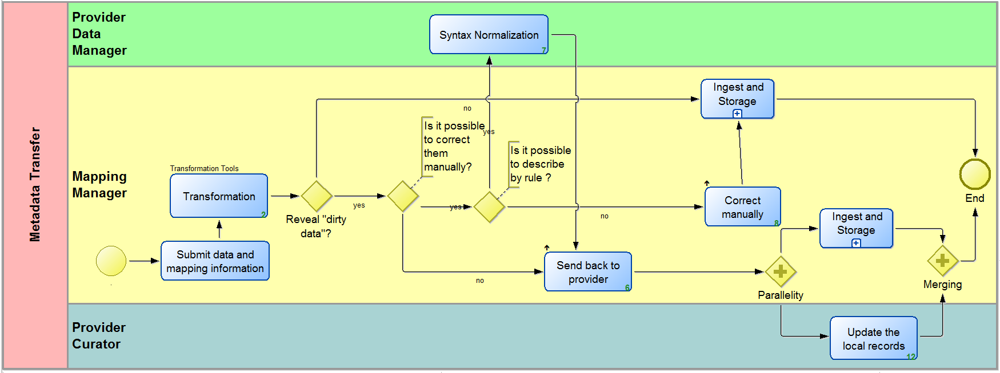 Metadata Transfer
Provider
Data
Manager
Syntax Normalization
7
Mapping
Manager
Transformation Tools
Transformation
2
Submit data and
mapping information
Reveal "dirty
data"?
no
yes
Is it possible
to correct
them
manually?
yes
yes
no
Is it possible
to describe
by rule ?
no
Ingest and
Storage
Correct
manually
8
Send back to
provider
6
Parallelity
Ingest and
Storage
Merging
End
Provider
Curator
Update the
local records
12